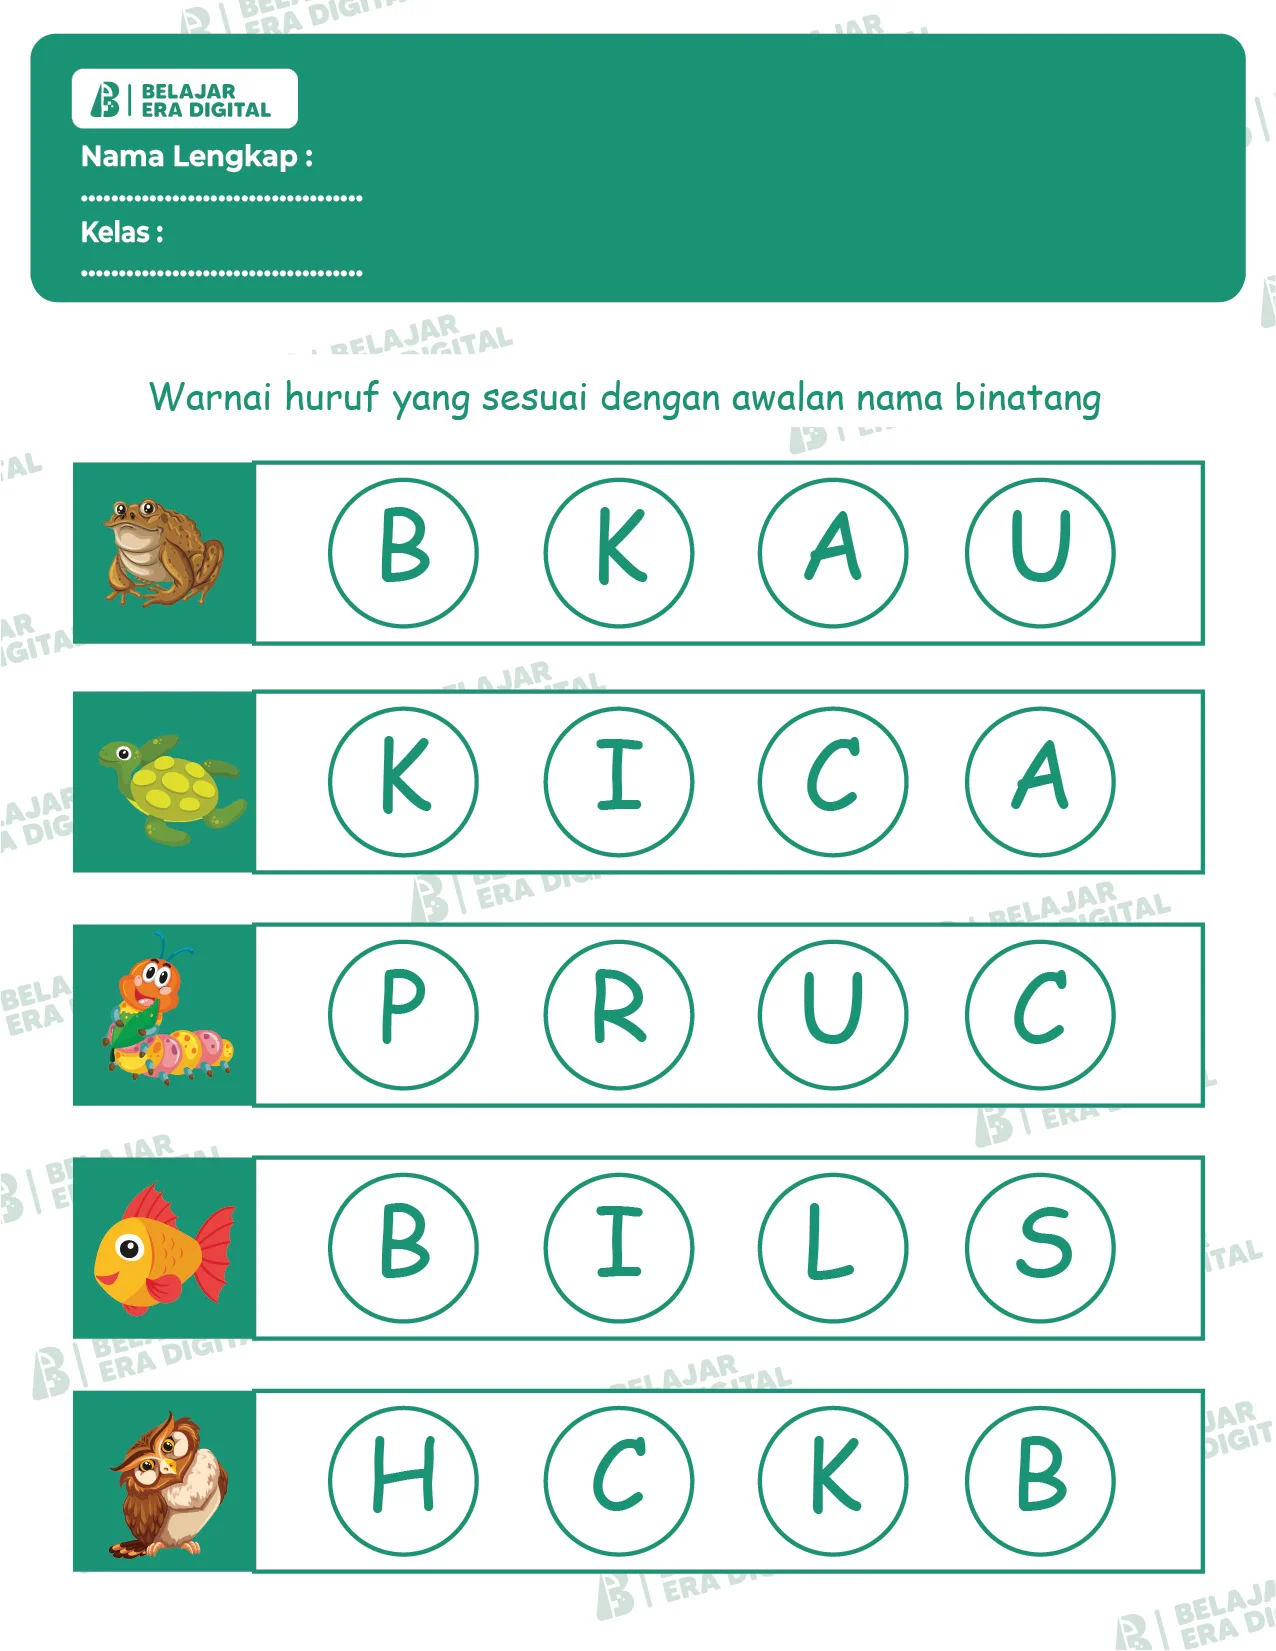 BELAJAR
ERA DIGITAL
Nama Lengkap :
.....................................
Kelas :
.....................................
Warnai huruf yang sesuai dengan awalan nama binatang
B K A U
K I C A
P R U C
B I L S
H C K B